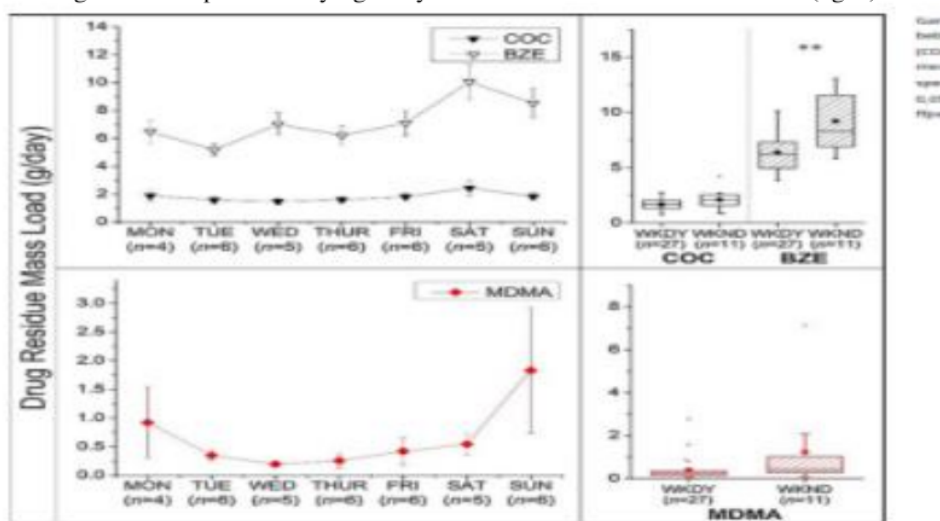 14
12
10
8
6
4
2
0
COC
BZE
MON TUE WED THUR FRI SAT SUN
(n=4) (n=6) (n=5) (n=6) (n=6) (n=5) (n=6)
15
10
5
0
**
WKDY WKND WKDY WKND
(n=27) (n=11) (n=27) (n=11)
COC BZE
Drug Residue Mass Load (g/day)
3.0
2.5
2.0
1.5
1.0
0.5
0.0
MDMA
MON TUE WED THUR FRI SAT SUN
(n=4) (n=6) (n=5) (n=6) (n=6) (n=5) (n=6)
8
6
4
2
0
WKDY WKND
(n=27) (n=11)
MDMA